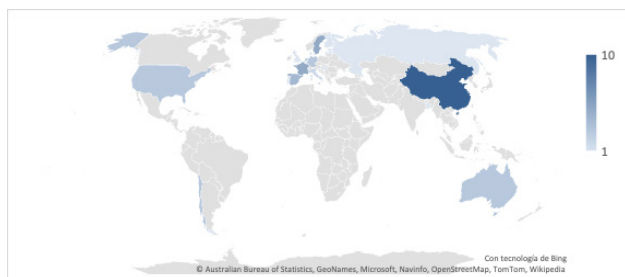 10
1
Con tecnología de Bing
© Australian Bureau of Statistics, GeoNames, Microsoft, Navinfo, OpenStreetMap, TomTom, Wikipedia